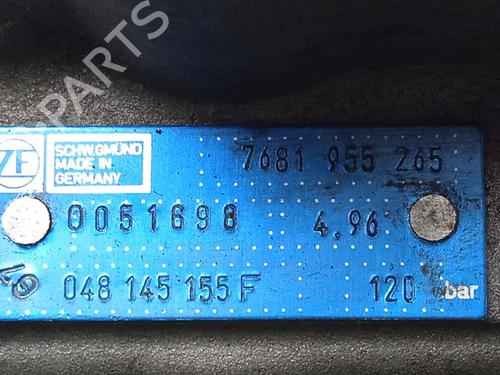 ZF
SCHW.GMÜND
MADE IN
GERMANY
7681 955 265
0051698
4.96
048 145 155 F
120 bar
B-PARTS